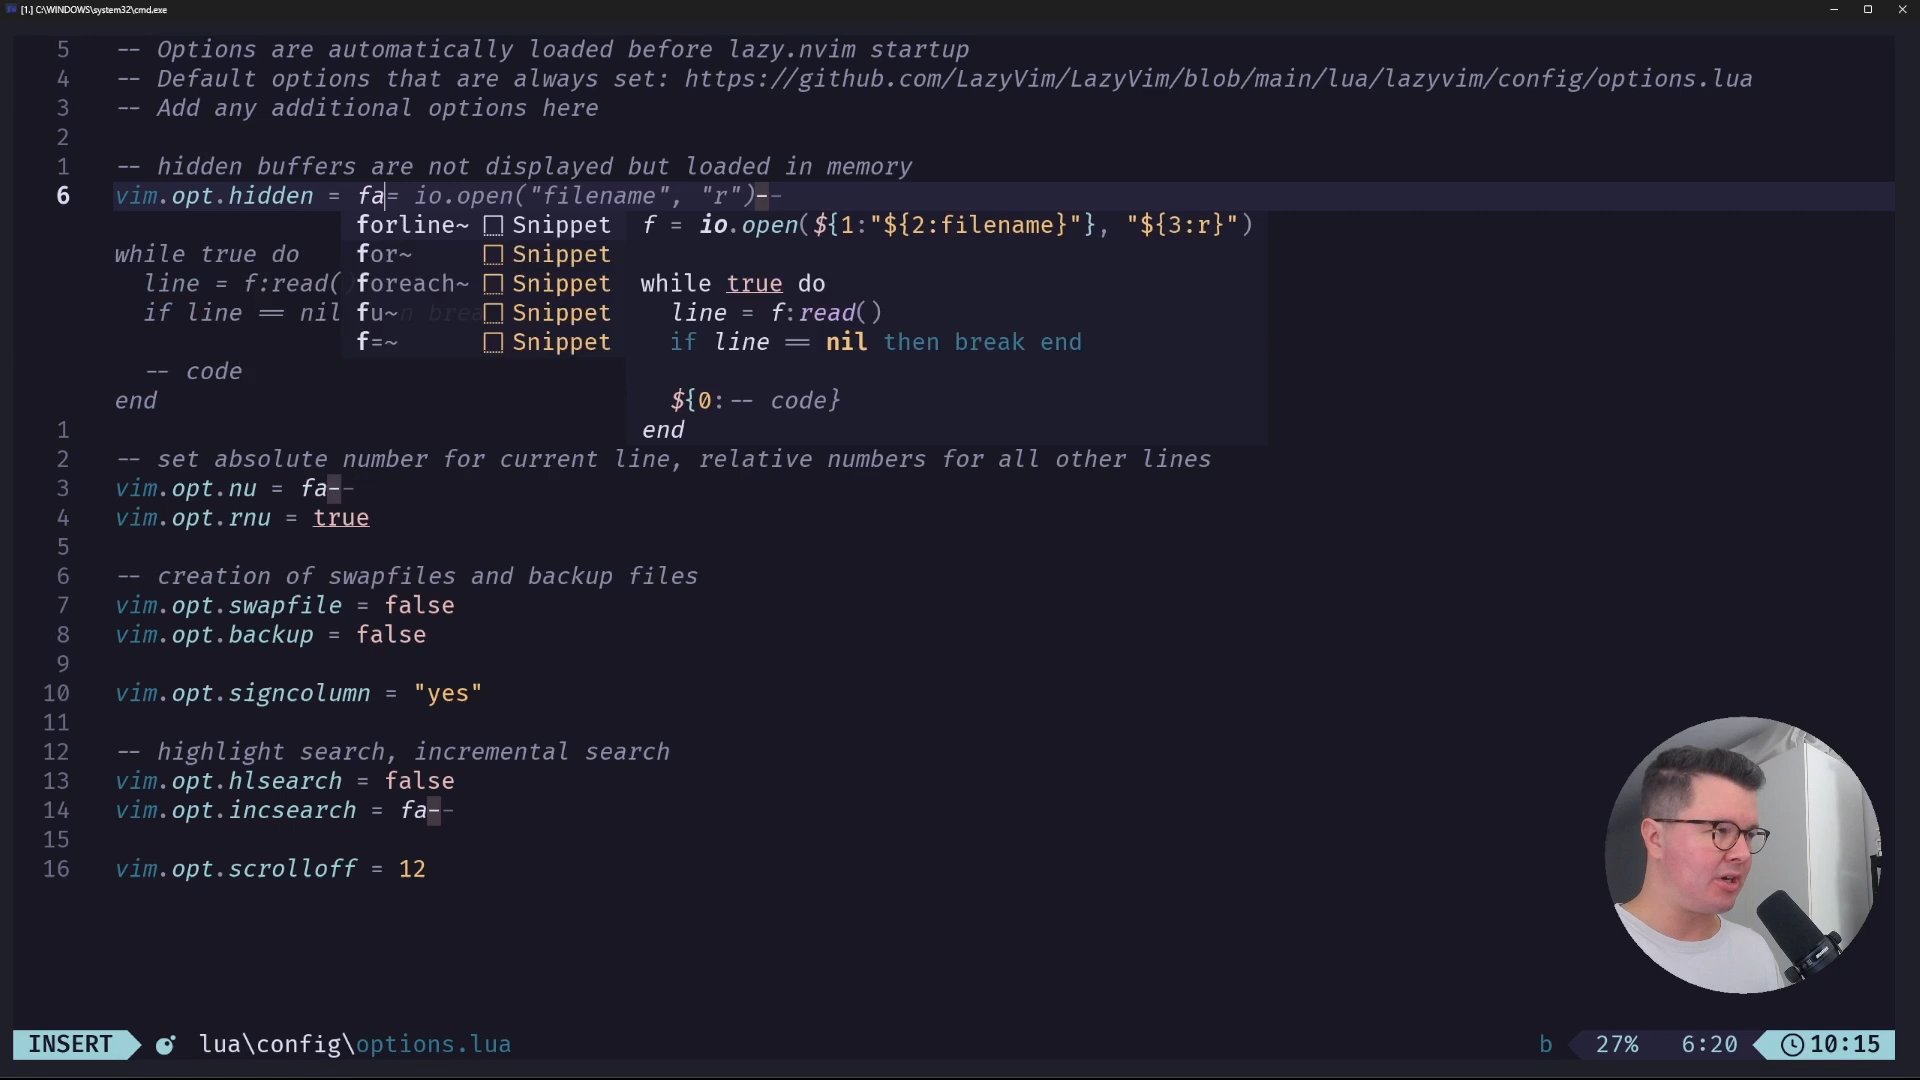 [1.] C:\WINDOWS\system32\cmd.exe
5 -- Options are automatically loaded before lazy.nvim startup
4 -- Default options that are always set: https://github.com/LazyVim/LazyVim/blob/main/lua/lazyvim/config/options.lua
3 -- Add any additional options here
2
1 -- hidden buffers are not displayed but loaded in memory
6 vim.opt.hidden = fa= io.open("filename", "r")--
forline~ Snippet f = io.open(${1:"${2:filename}"}, "${3:r}")
while true do for~ Snippet
line = f:read( foreach~ Snippet while true do
if line == nil fu~ Snippet line = f:read()
f=~ Snippet if line == nil then break end
-- code
end ${0:-- code}
1 end
2 -- set absolute number for current line, relative numbers for all other lines
3 vim.opt.nu = fa--
4 vim.opt.rnu = true
5
6 -- creation of swapfiles and backup files
7 vim.opt.swapfile = false
8 vim.opt.backup = false
9
10 vim.opt.signcolumn = "yes"
11
12 -- highlight search, incremental search
13 vim.opt.hlsearch = false
14 vim.opt.incsearch = fa--
15
16 vim.opt.scrolloff = 12
INSERT lua\config\options.lua b 27% 6:20 10:15